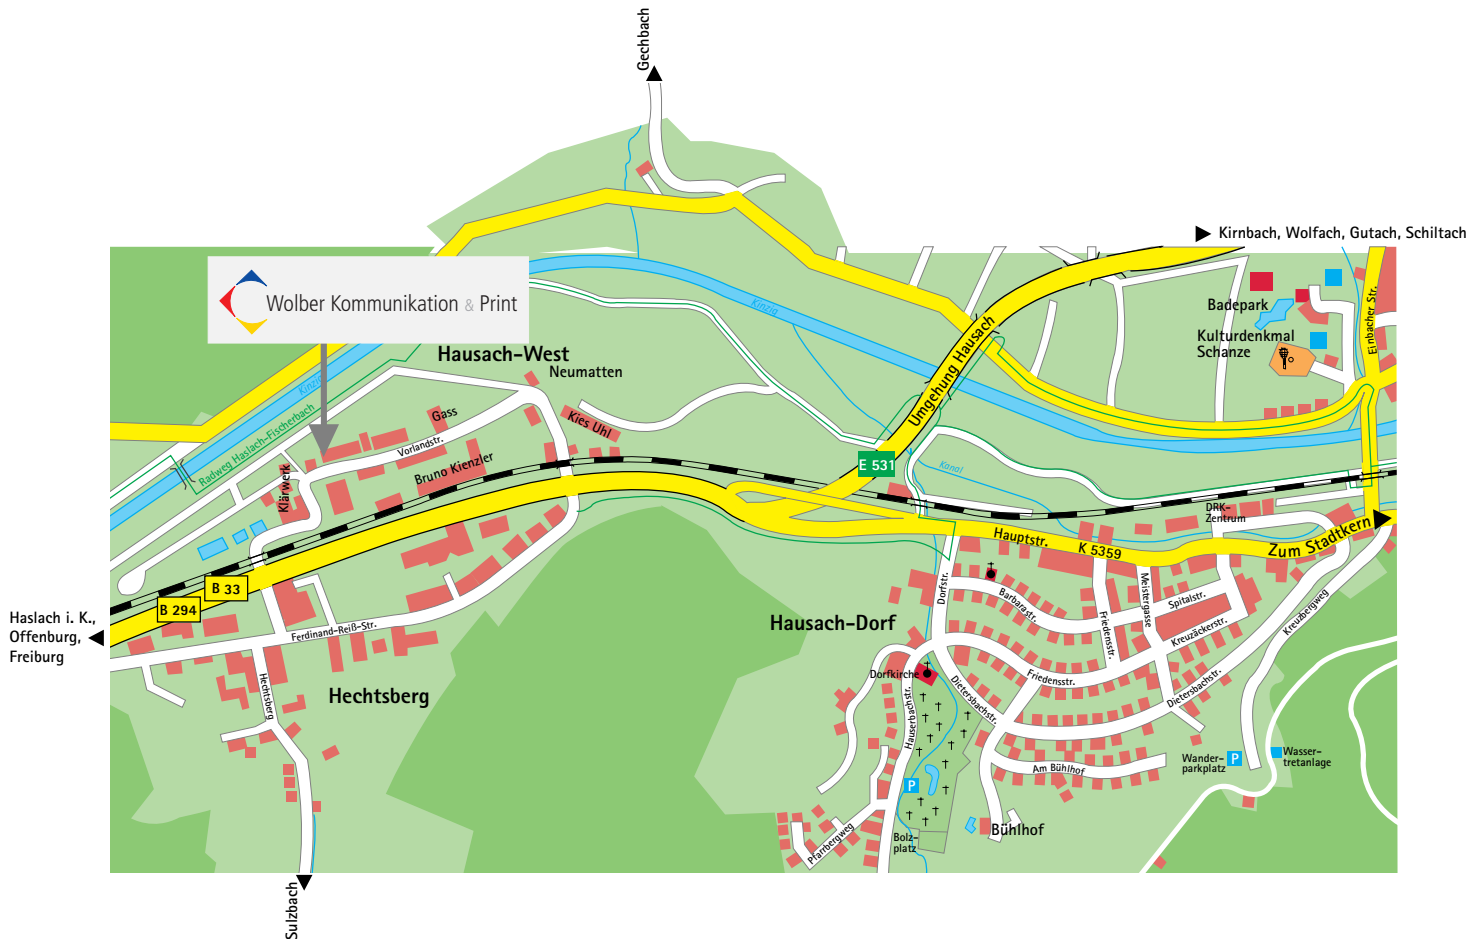 Gechbach
Kirnbach, Wolfach, Gutach, Schiltach
Wolber Kommunikation & Print
Badepark
Kulturdenkmal
Schanze
Einbacher Str.
Kinzig
Umgehung Hausach
Hausach-West
Neumatten
Kinzig
Radweg Haslach-Fischerbach
Gass
Vorlandstr.
Kies Uhl
Bruno Kienzler
Klärwerk
E 531
Kanal
DRK-
Zentrum
Hauptstr.
K 5359
Zum Stadtkern
B 33
B 294
Haslach i. K.,
Offenburg,
Freiburg
Ferdinand-Reiß-Str.
Hechtsberg
Hechtsberg
Sulzbach
Hausach-Dorf
Dorfstr.
Barbarastr.
Friedensstr.
Meistergasse
Spitalstr.
Kreuzäckerstr.
Kreuzbergweg
Dorfkirche
Friedensstr.
Dietersbachstr.
Dietersbachstr.
Hauserbachstr.
Am Bühlhof
Wander-
parkplatz
P
Wasser-
tretanlage
P
Bühlhof
Bolz-
platz
Pfarrbergweg